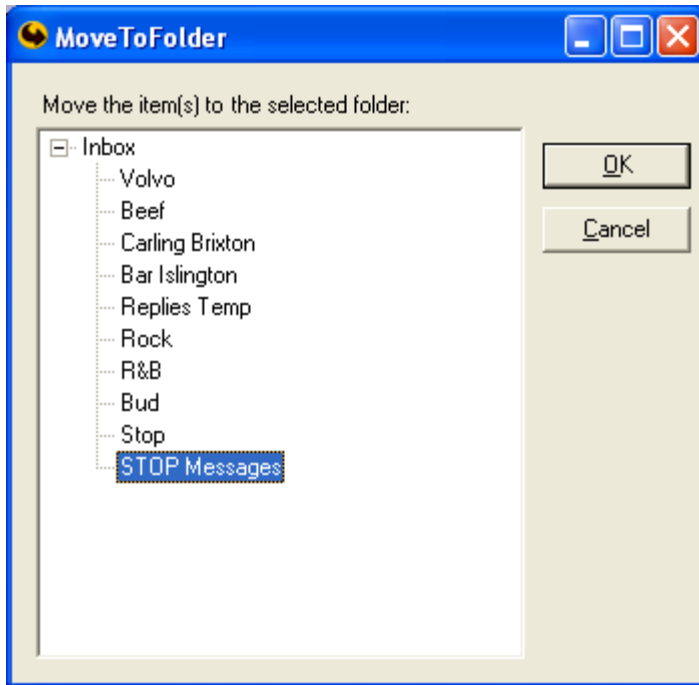 MoveToFolder
Move the item(s) to the selected folder:
Inbox
Volvo
Beef
Carling Brixton
Bar Islington
Replies Temp
Rock
R&B
Bud
Stop
STOP Messages
OK
Cancel